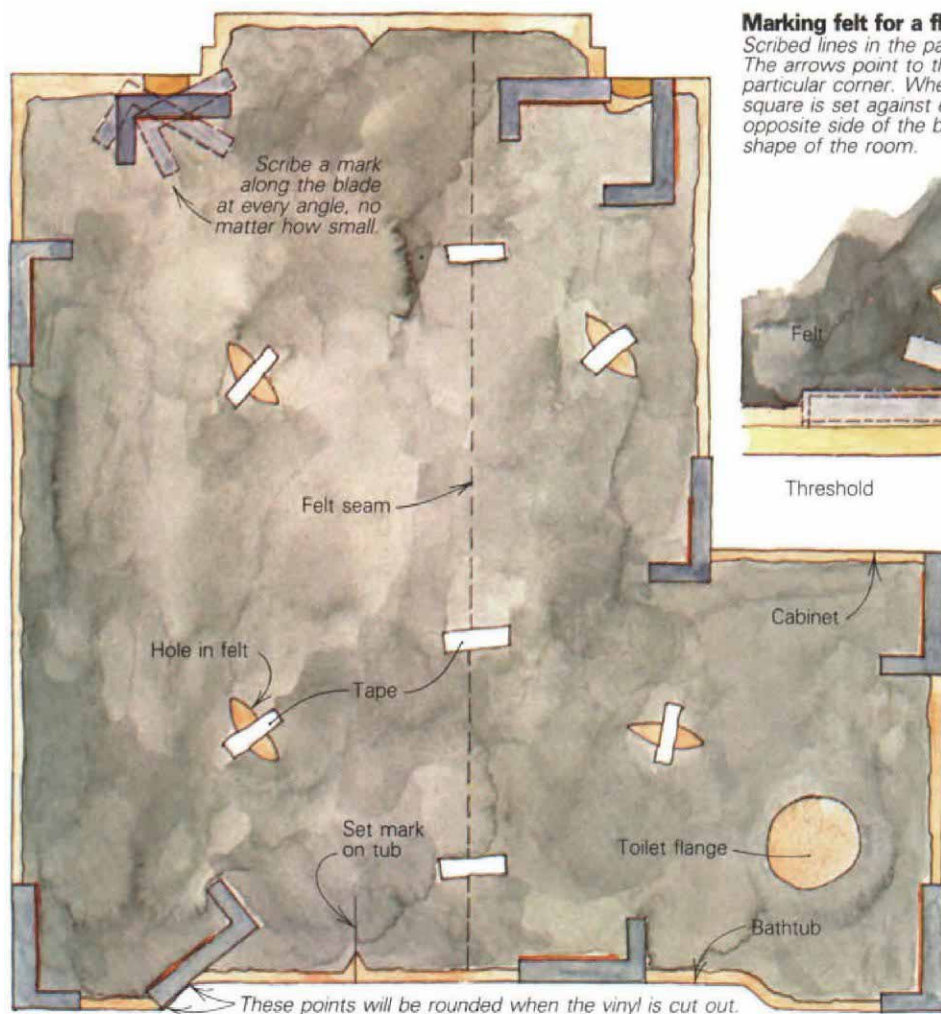 Marking felt for a
Scribed lines in the
The arrows point to
particular corner.
square is set against
opposite side of the
shape of the room.
Scribe a mark
along the blade
at every angle, no
matter how small.
Felt
Threshold
Felt seam
Cabinet
Hole in felt
Tape
Set mark
on tub
Toilet flange
Bathtub
These points will be rounded when the vinyl is cut out.